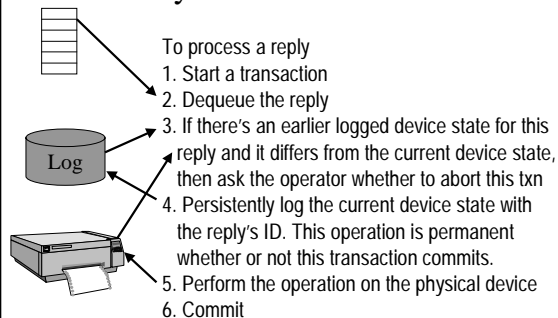 To process a reply
1. Start a transaction
2. Dequeue the reply
3. If there's an earlier logged device state for this
reply and it differs from the current device state,
then ask the operator whether to abort this txn
4. Persistently log the current device state with
the reply's ID. This operation is permanent
whether or not this transaction commits.
5. Perform the operation on the physical device
6. Commit
Log